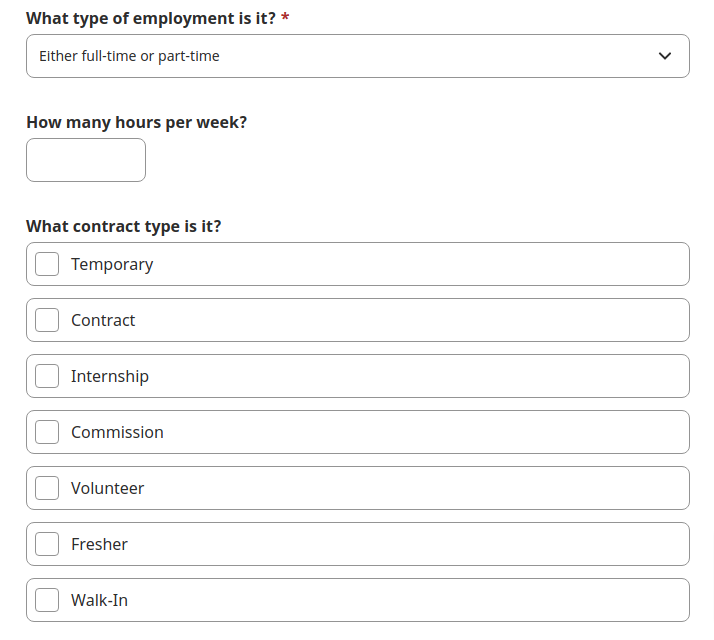 What type of employment is it? *
Either full-time or part-time
How many hours per week?
What contract type is it?
Temporary
Contract
Internship
Commission
Volunteer
Fresher
Walk-In